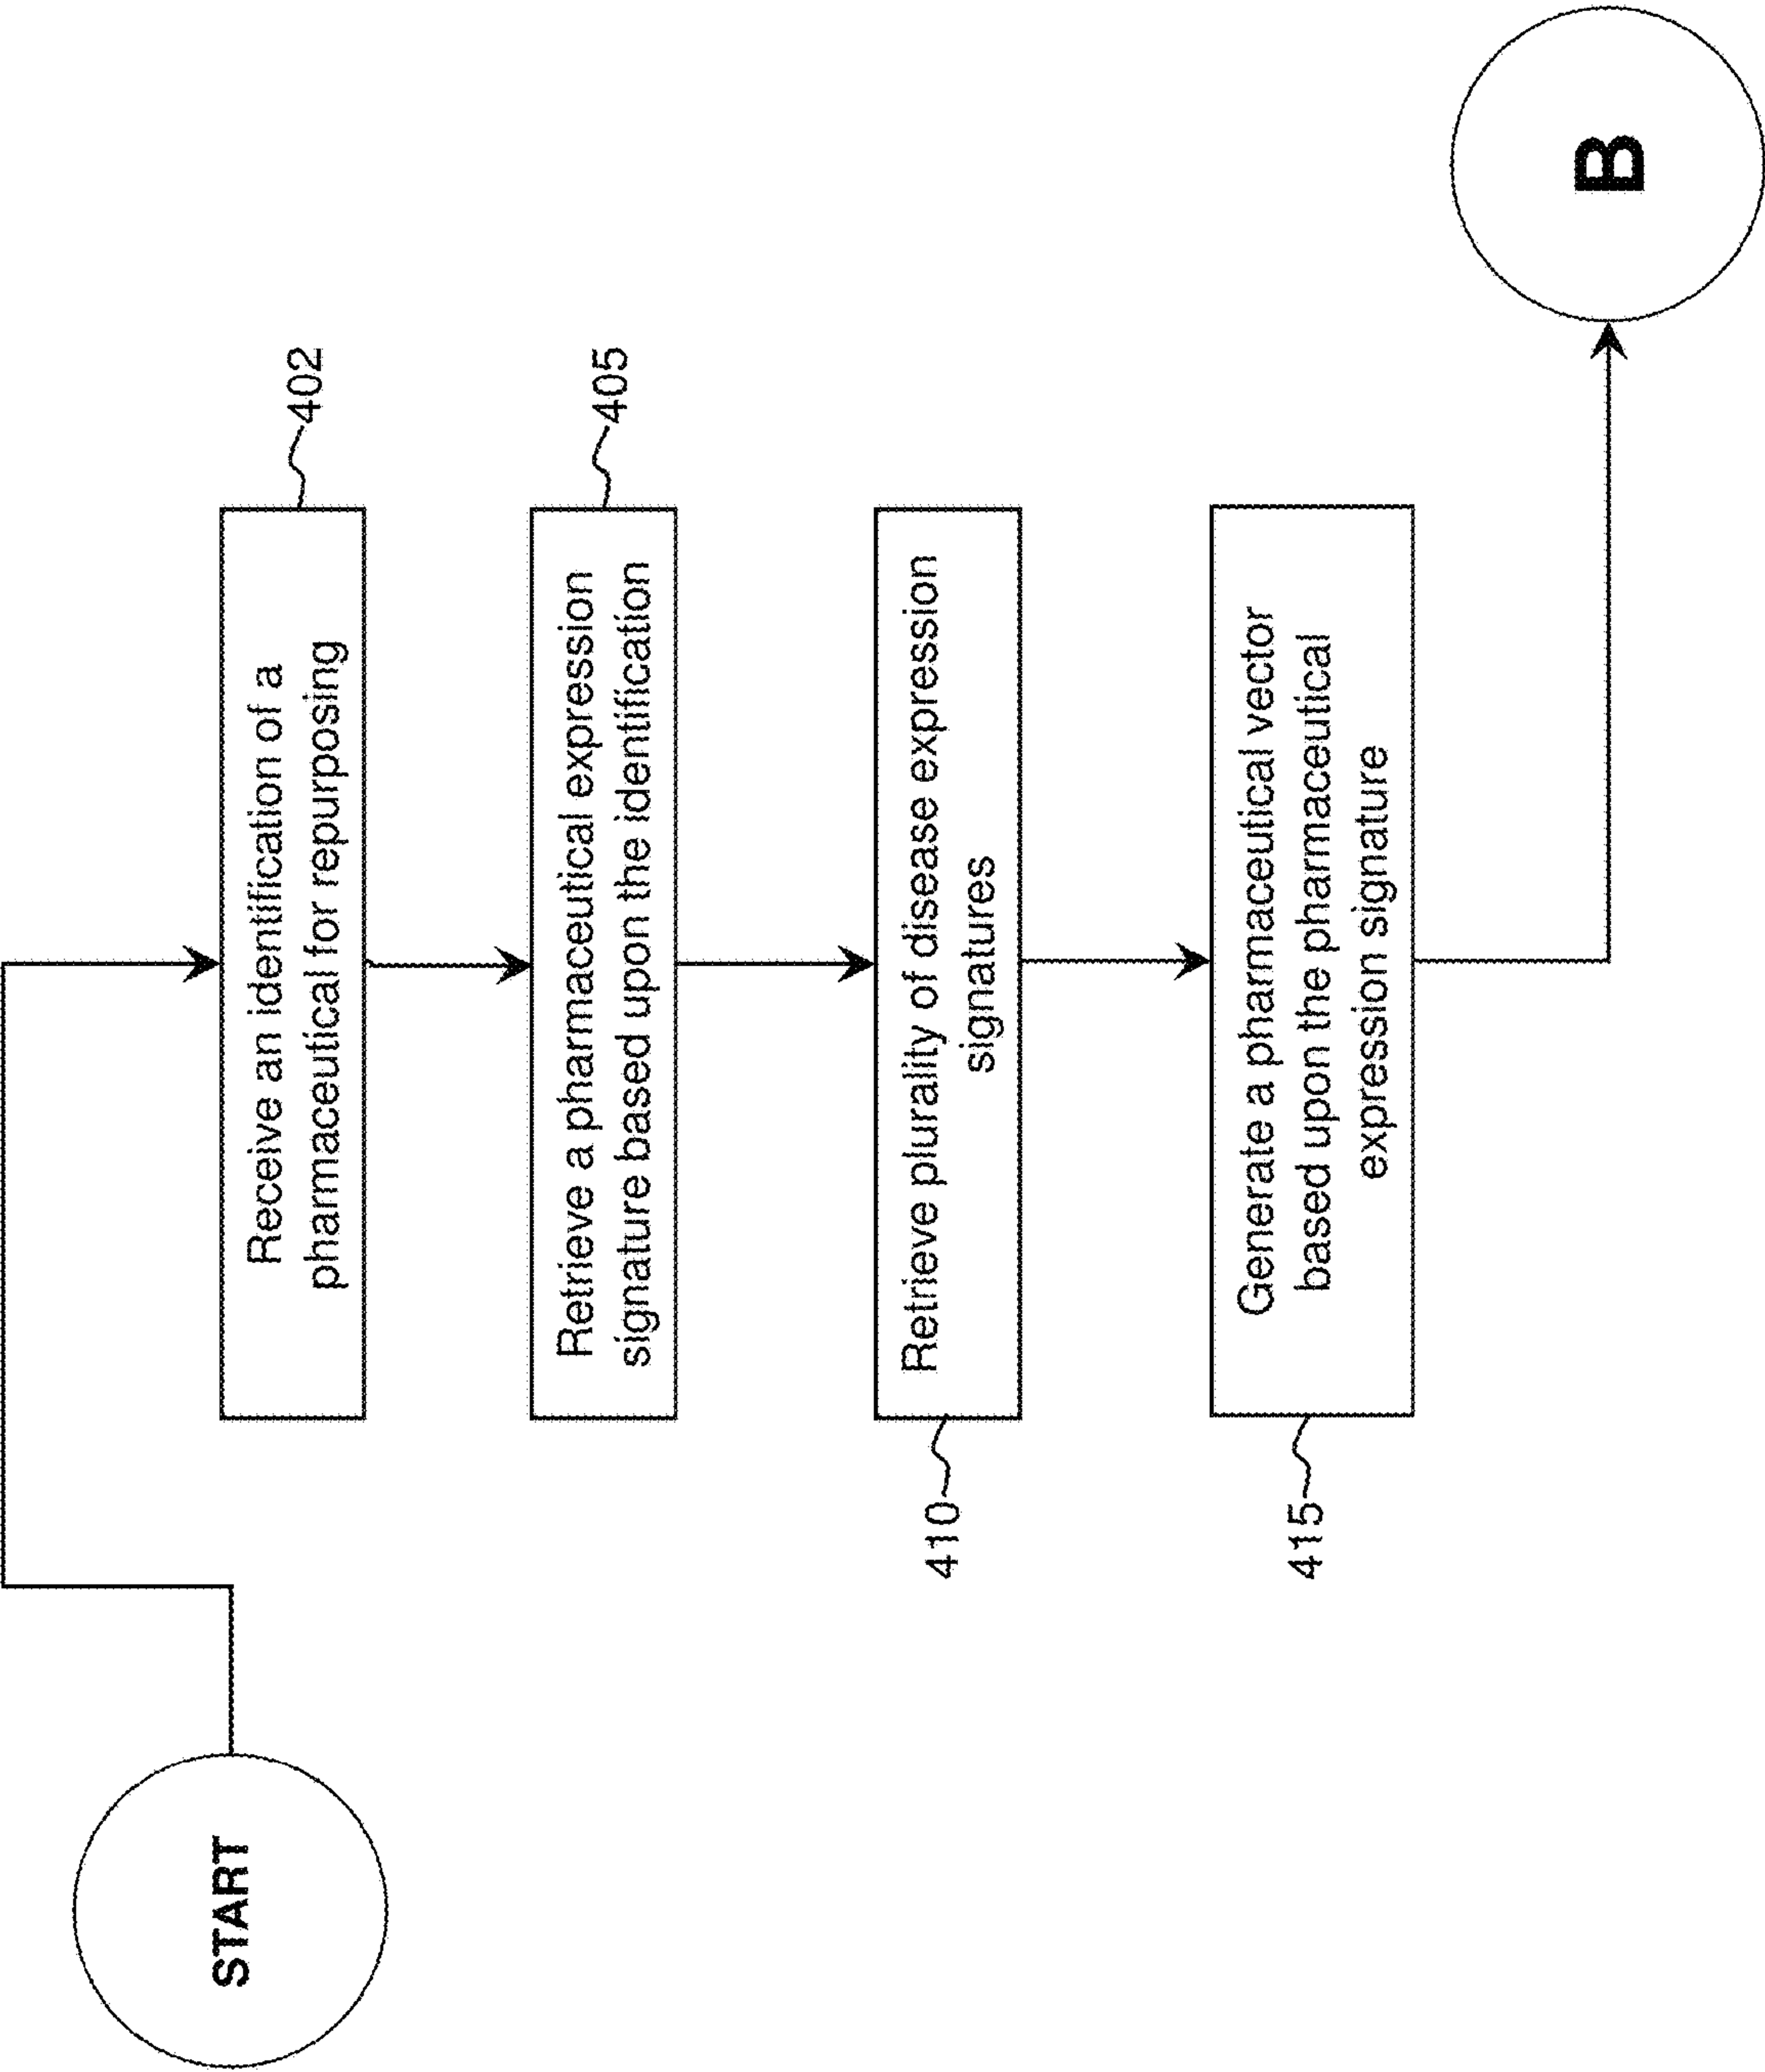 START
Receive an identification of a
pharmaceutical for repurposing
402
Retrieve a pharmaceutical expression
signature based upon the identification
405
Retrieve plurality of disease expression
signatures
410
Generate a pharmaceutical vector
based upon the pharmaceutical
expression signature
415
B